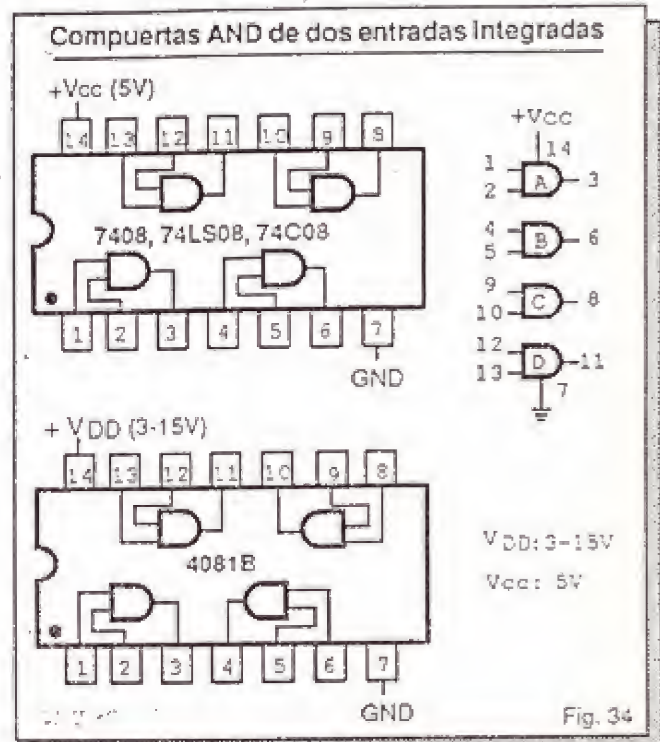 Compuertas AND de dos entradas Integradas
+Vcc (5V)
14 13 12 11 10 9 8
7408, 74LS08, 74C08
1 2 3 4 5 6 7
GND
+Vcc
14
1
2
A
3
4
5
B
6
9
10
C
8
12
13
D
11
7
+ VDD (3-15V)
14 13 12 11 10 9 8
4081B
1 2 3 4 5 6 7
GND
VDD: 3-15V
Vcc: 5V
Fig. 34